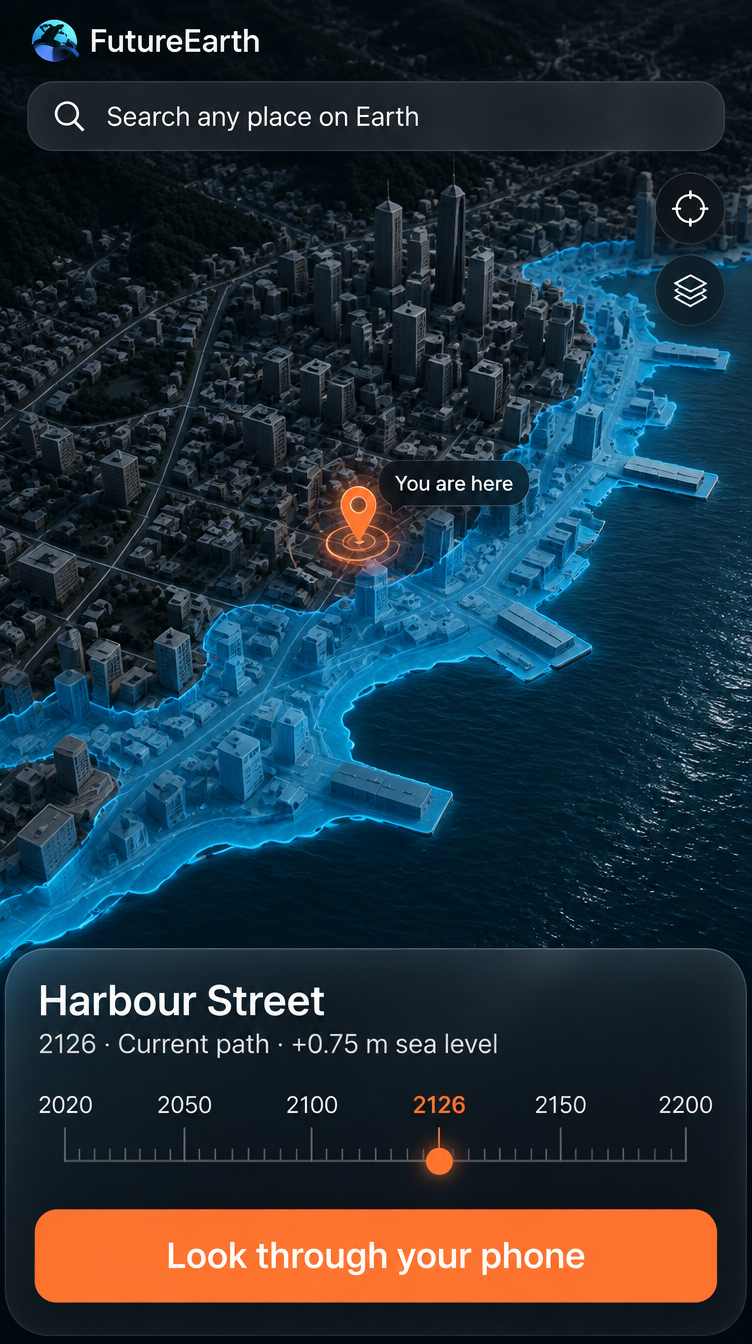 FutureEarth
Search any place on Earth
You are here
Harbour Street
2126 · Current path · +0.75 m sea level
2020 2050 2100 2126 2150 2200
Look through your phone